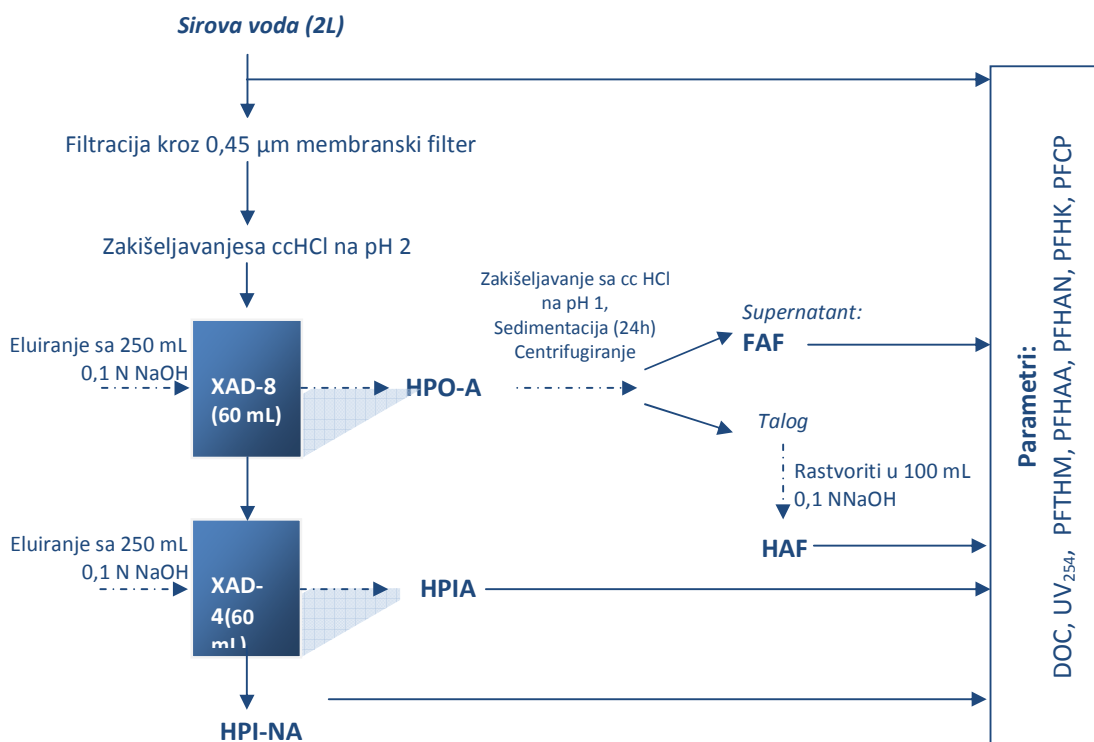 Sirova voda (2L)
Filtracija kroz 0,45 µm membranski filter
Zakišeljavanjesa ccHCl na pH 2
Eluiranje sa 250 mL
0,1 N NaOH
XAD-8
(60 mL)
HPO-A
Zakišeljavanje sa cc HCl
na pH 1,
Sedimentacija (24h)
Centrifugiranje
Supernatant:
FAF
Talog
Rastvoriti u 100 mL
0,1 NNaOH
HAF
Eluiranje sa 250 mL
0,1 N NaOH
XAD-
4(60
mL)
HPIA
HPI-NA
Parametri:
DOC, UV254, PFTHM, PFHAA, PFHAN, PFHK, PFCP